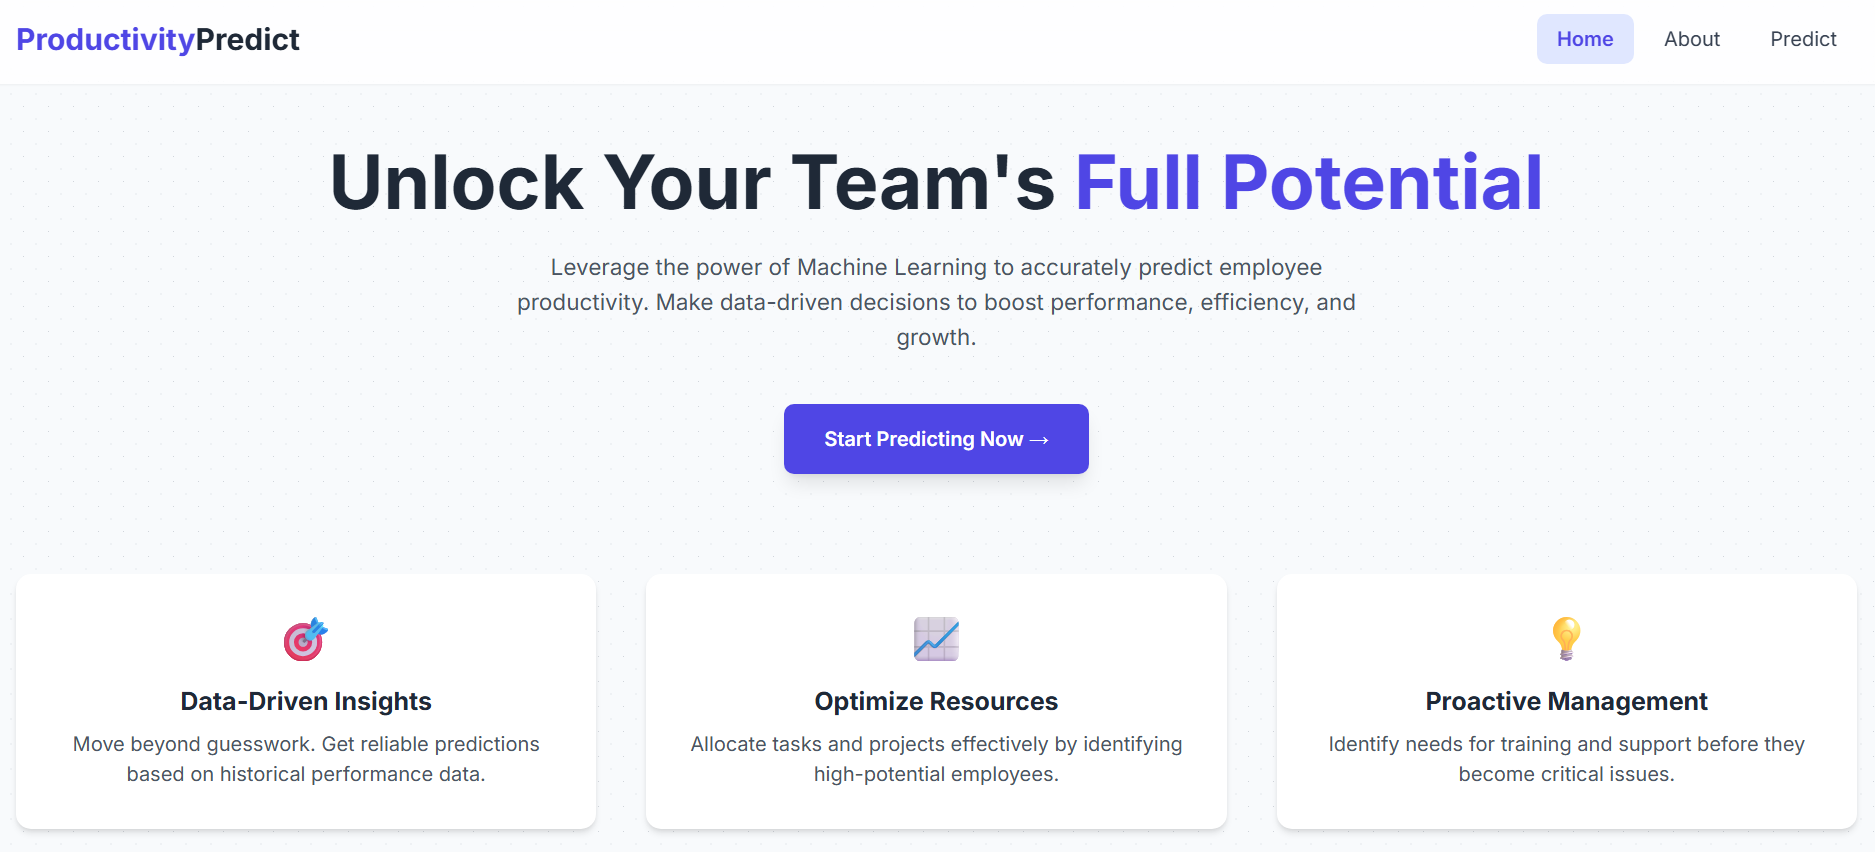 ProductivityPredict
Home About Predict
Unlock Your Team's Full Potential
Leverage the power of Machine Learning to accurately predict employee
productivity. Make data-driven decisions to boost performance, efficiency, and
growth.
Start Predicting Now →
Data-Driven Insights
Move beyond guesswork. Get reliable predictions
based on historical performance data.
Optimize Resources
Allocate tasks and projects effectively by identifying
high-potential employees.
Proactive Management
Identify needs for training and support before they
become critical issues.